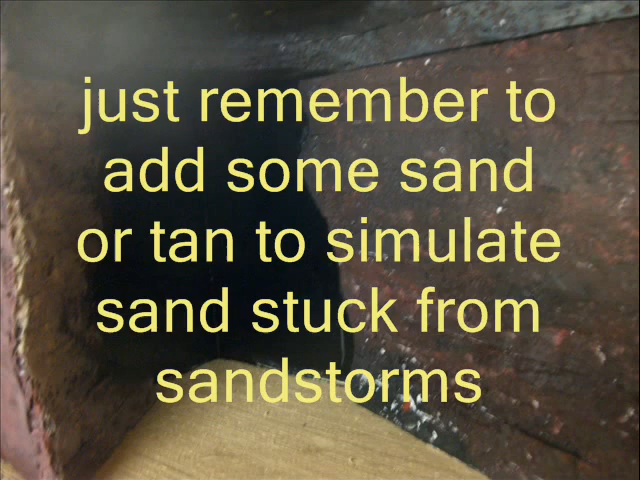 just remember to
add some sand
or tan to simulate
sand stuck from
sandstorms